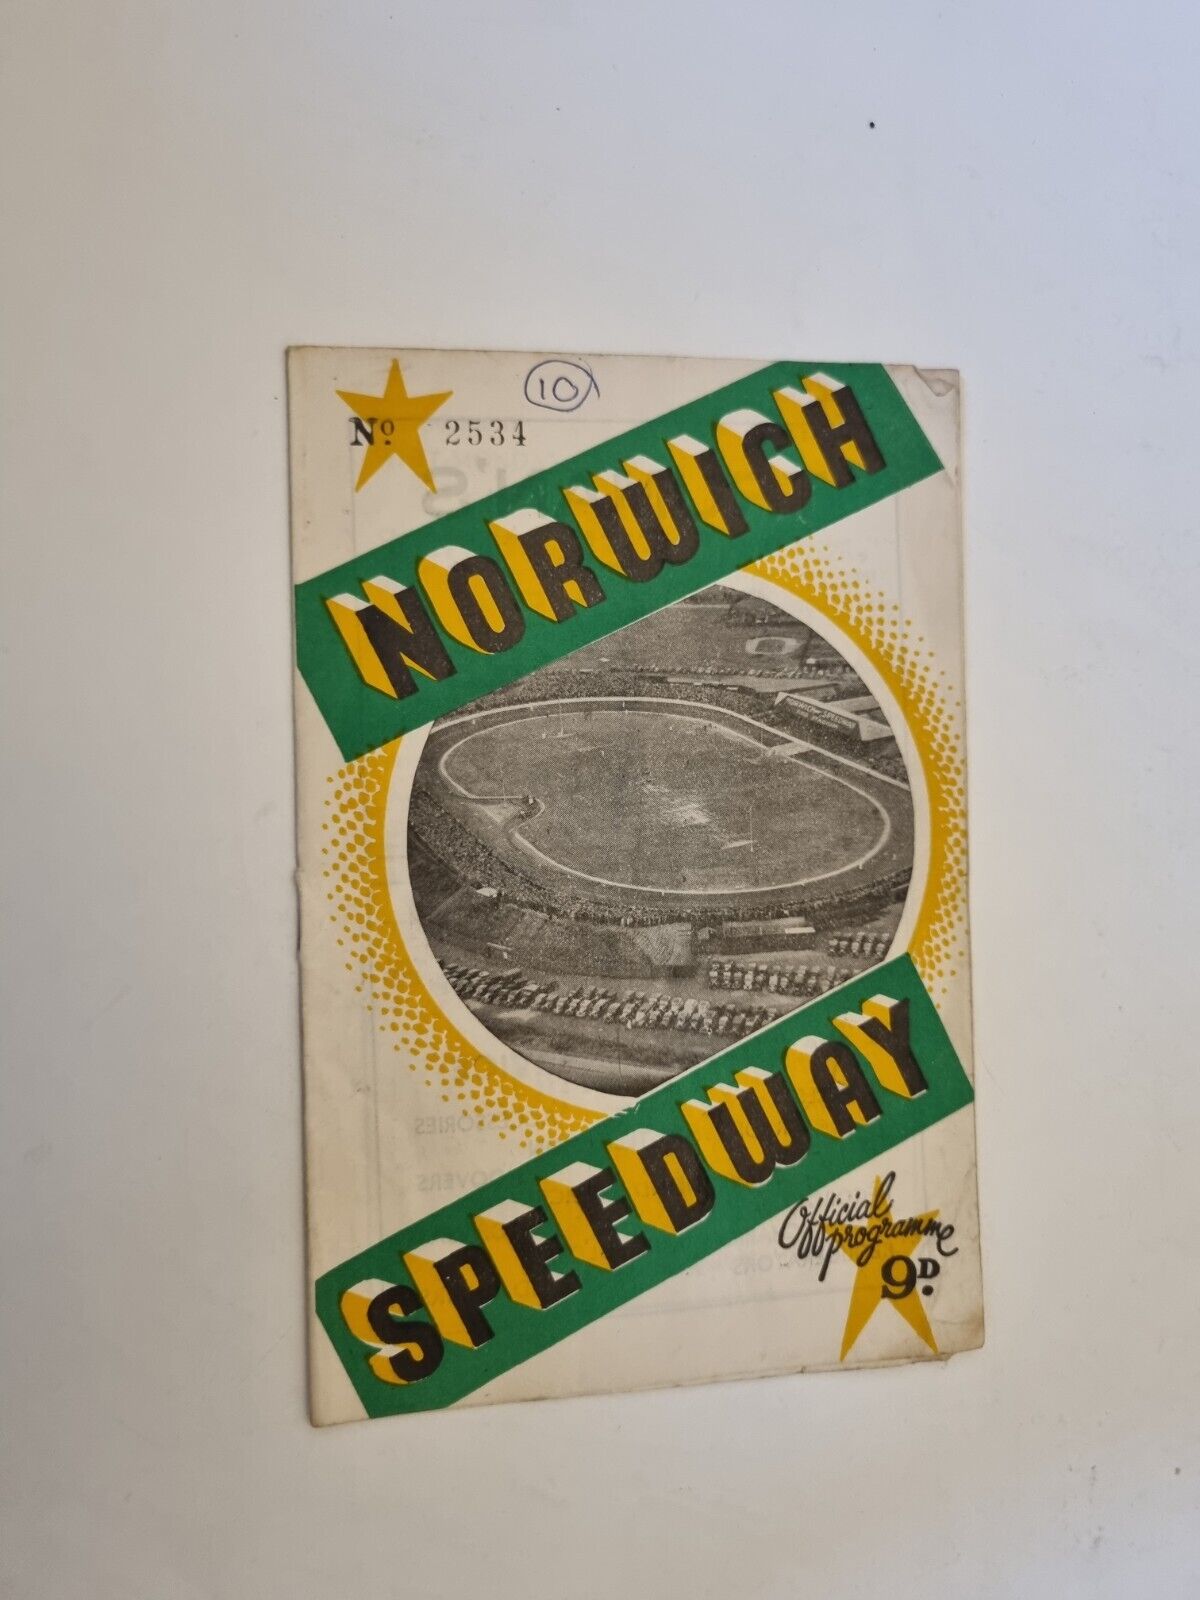 10
Nº 2534
NORWICH
SPEEDWAY
Official
programme
9D.